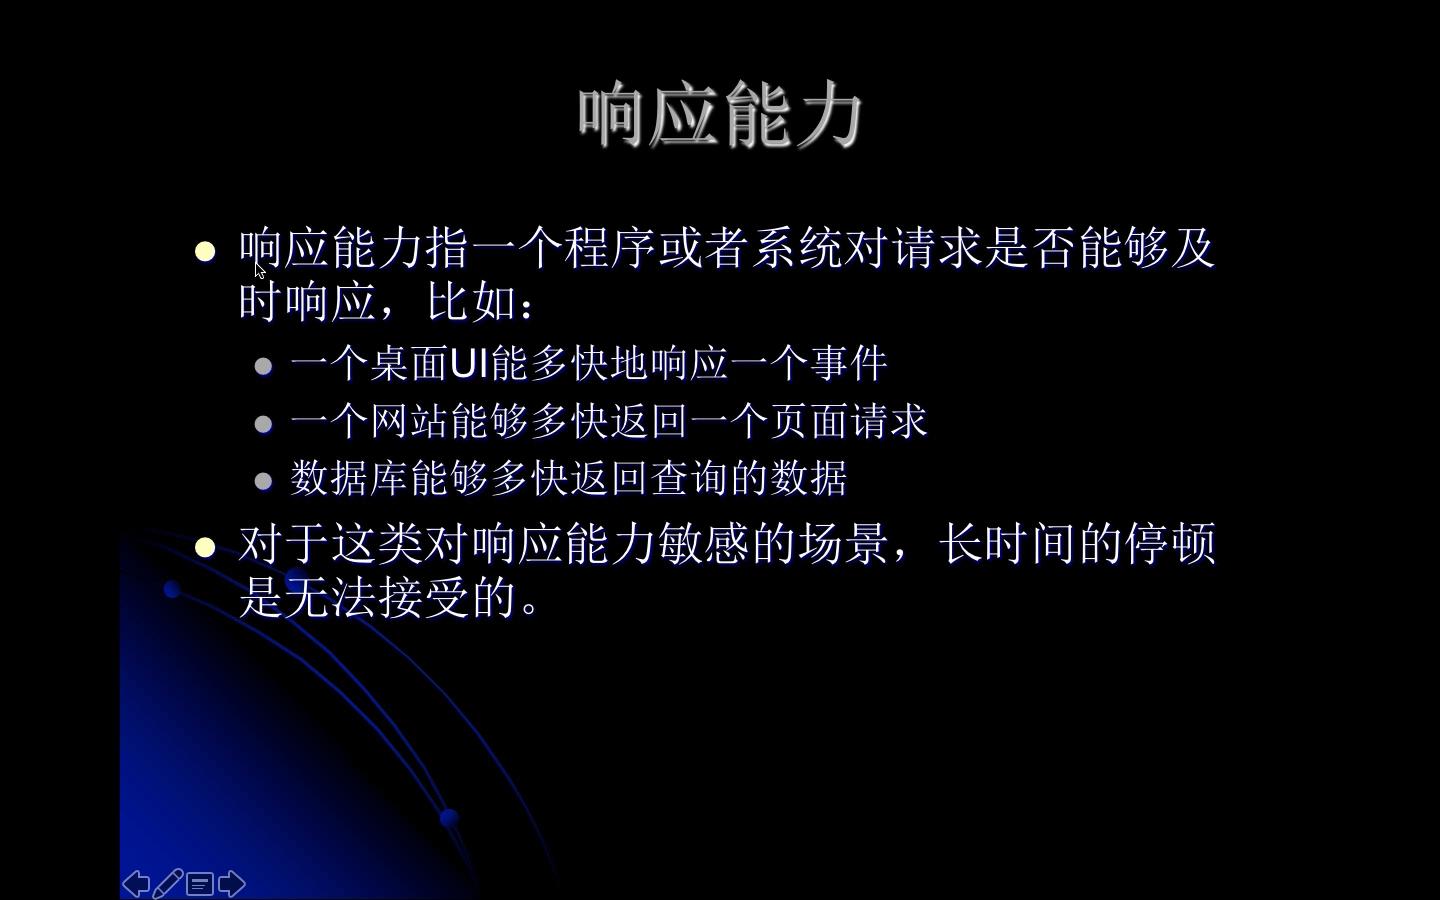 响应能力
响应能力指一个程序或者系统对请求是否能够及
时响应，比如：
一个桌面UI能多快地响应一个事件
一个网站能够多快返回一个页面请求
数据库能够多快返回查询的数据
对于这类对响应能力敏感的场景，长时间的停顿
是无法接受的。